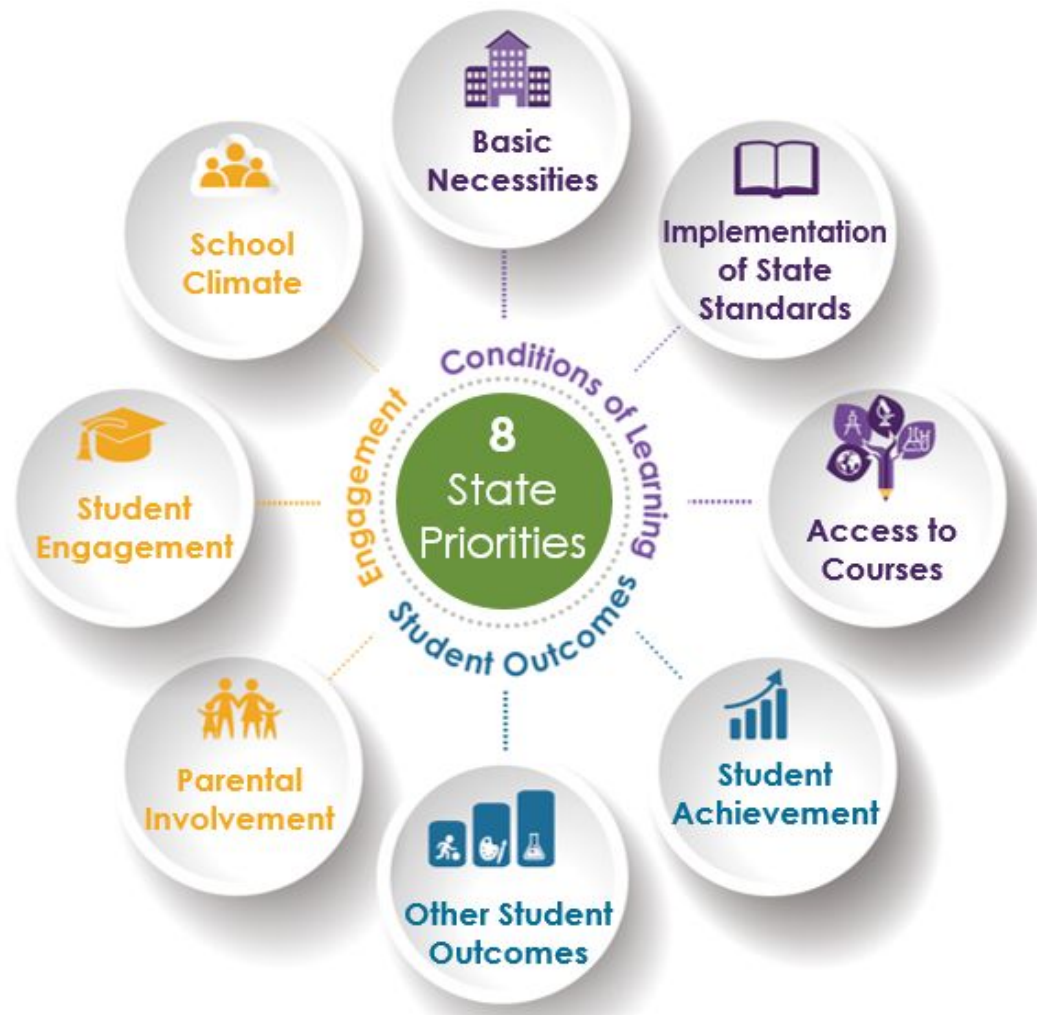 8
State
Priorities
Conditions of Learning
Student Outcomes
Engagement
Basic
Necessities
Implementation
of State
Standards
Access to
Courses
Student
Achievement
Other Student
Outcomes
Parental
Involvement
Student
Engagement
School
Climate